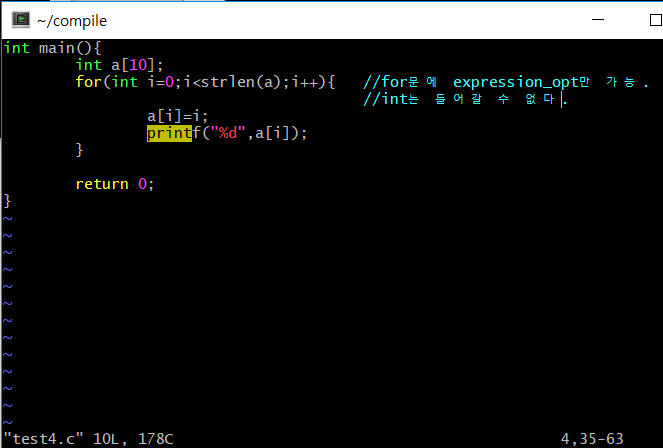 ~/compile
int main(){
int a[10];
for(int i=0;i<strlen(a);i++){ //for문에 expression_opt만 가능.
//int는 들어갈 수 없다.
a[i]=i;
printf("%d",a[i]);
}
return 0;
}
~
~
~
~
~
~
~
~
~
~
~
~
~
"test4.c" 10L, 178C 4,35-63